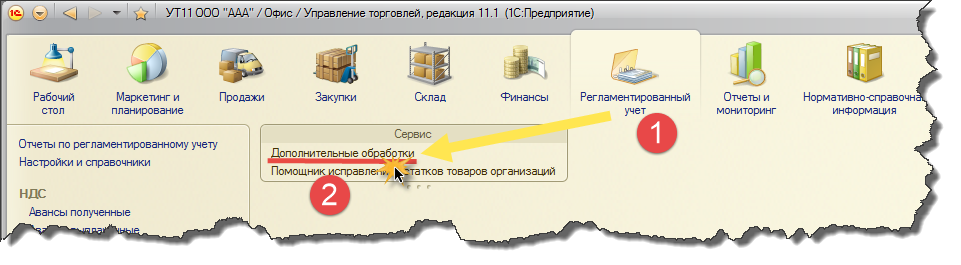 1С УТ11 ООО "ААА" / Офис / Управление торговлей, редакция 11.1 (1С:Предприятие)
Рабочий
стол
Маркетинг и
планирование
Продажи
Закупки
Склад
Финансы
Регламентированный
учет
Отчеты и
мониторинг
Нормативно-справочная
информация
1
Отчеты по регламентированному учету
Настройки и справочники
НДС
Авансы полученные
Сервис
Дополнительные обработки
Помощник исправлени статков товаров организаций
2